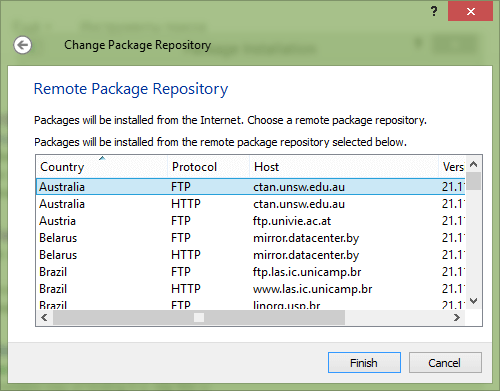 ?
Change Package Repository
Remote Package Repository
Packages will be installed from the Internet. Choose a remote package repository.
Packages will be installed from the remote package repository selected below.
Country Protocol Host Vers
Australia FTP ctan.unsw.edu.au 21.1
Australia HTTP ctan.unsw.edu.au 21.1
Austria FTP ftp.univie.ac.at 21.1
Belarus FTP mirror.datacenter.by 21.1
Belarus HTTP mirror.datacenter.by 21.1
Brazil FTP ftp.las.ic.unicamp.br 21.1
Brazil HTTP www.las.ic.unicamp.br 21.1
Brazil FTP linorg.usp.br 21.1
Finish Cancel